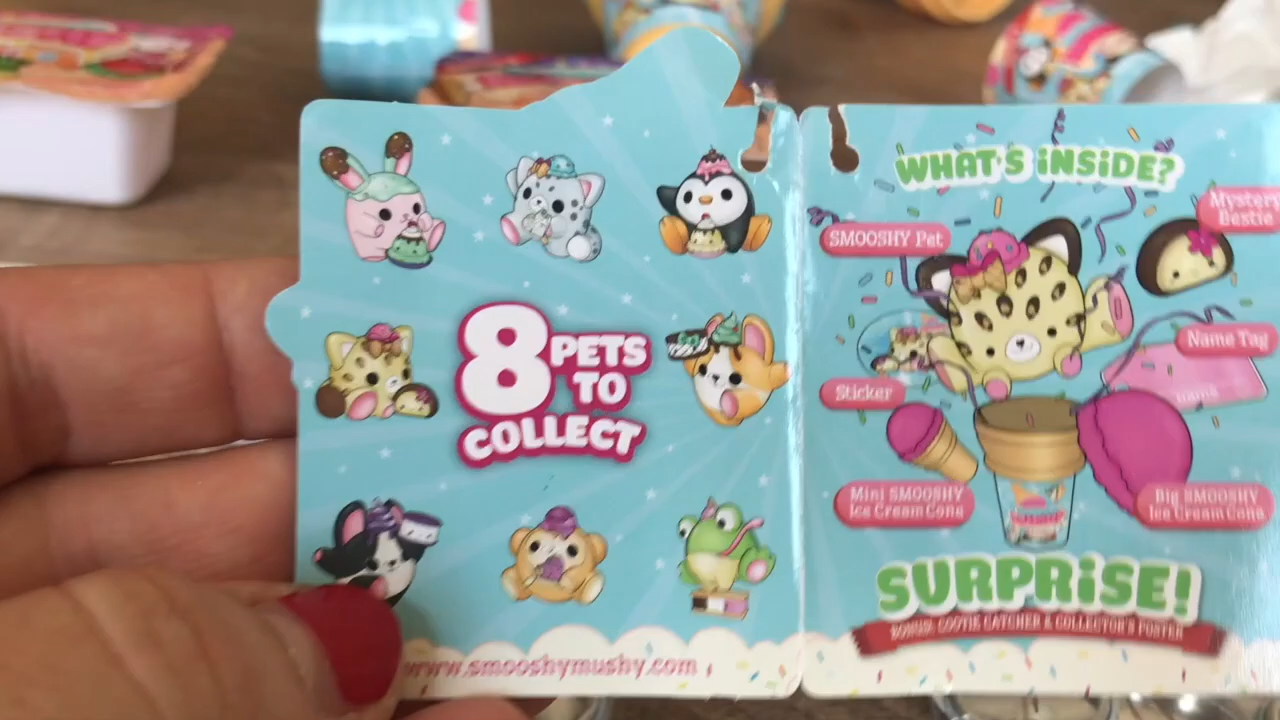 8 PETS
TO
COLLECT
www.smooshymushy.com
WHAT'S INSIDE?
SMOOSHY Pet
Mystery
Bestie
Name Tag
Sticker
name
Mini SMOOSHY
Ice Cream Cone
Big SMOOSHY
Ice Cream Cone
SURPRISE!
BONUS: COOTIE CATCHER & COLLECTOR'S POSTER